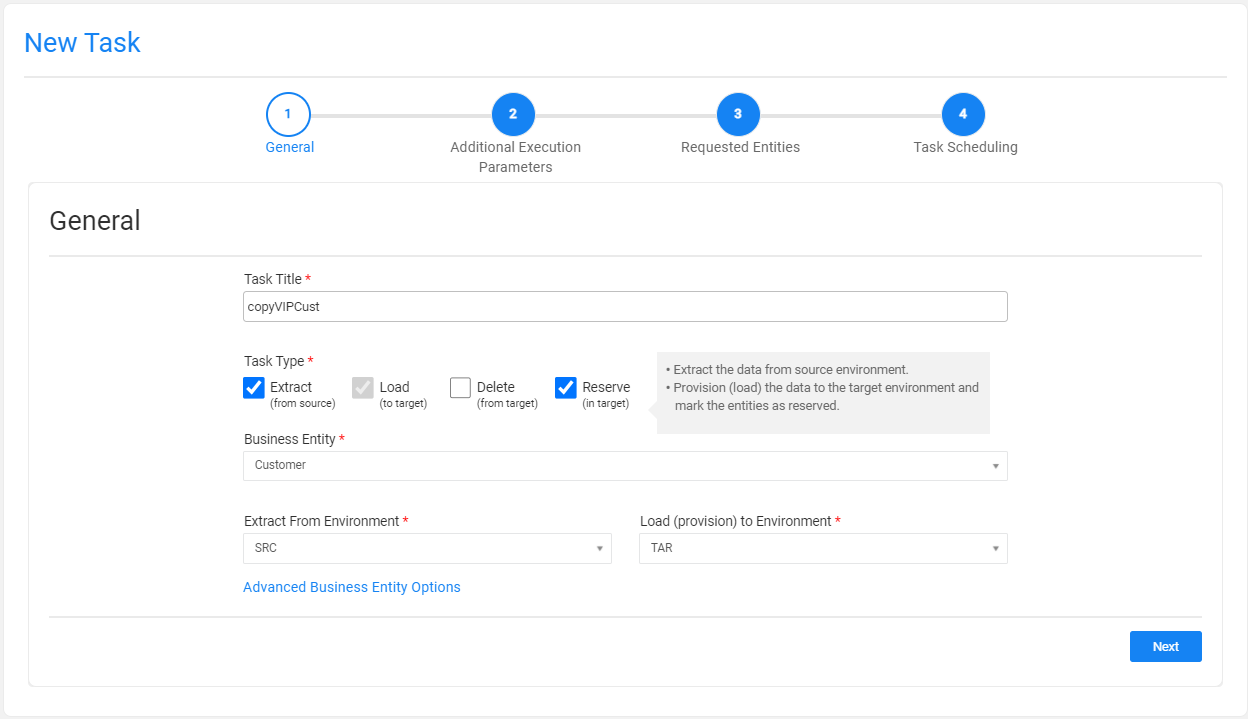 New Task
1
2
3
4
General
Additional Execution
Parameters
Requested Entities
Task Scheduling
General
Task Title *
copyVIPCust
Task Type *
Extract
(from source)
Load
(to target)
Delete
(from target)
Reserve
(in target)
• Extract the data from source environment.
• Provision (load) the data to the target environment and
mark the entities as reserved.
Business Entity *
Customer
Extract From Environment *
Load (provision) to Environment *
SRC
TAR
Advanced Business Entity Options
Next